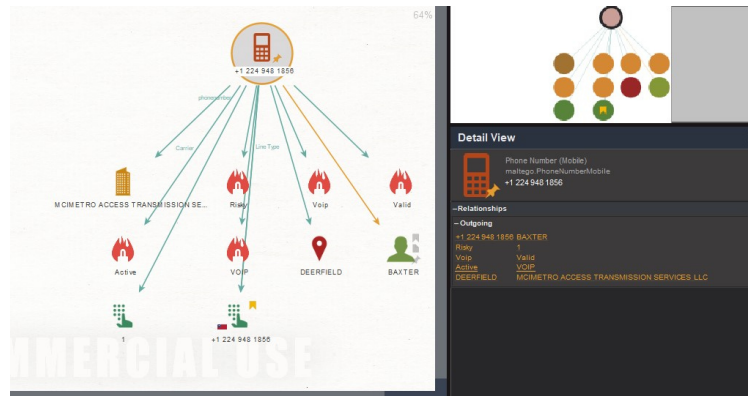 64%
+1 224 948 1856
phonenumber
Carrier
Line Type
MCIMETRO ACCESS TRANSMISSION SE...
Risky
Voip
Valid
Active
VOIP
DEERFIELD
BAXTER
1
+1 224 948 1856
MMERCIAL USE
Detail View
Phone Number (Mobile)
maltego.PhoneNumberMobile
+1 224 948 1856
–Relationships
–Outgoing
+1 224 948 1856 BAXTER
Risky 1
Voip Valid
Active VOIP
DEERFIELD MCIMETRO ACCESS TRANSMISSION SERVICES LLC